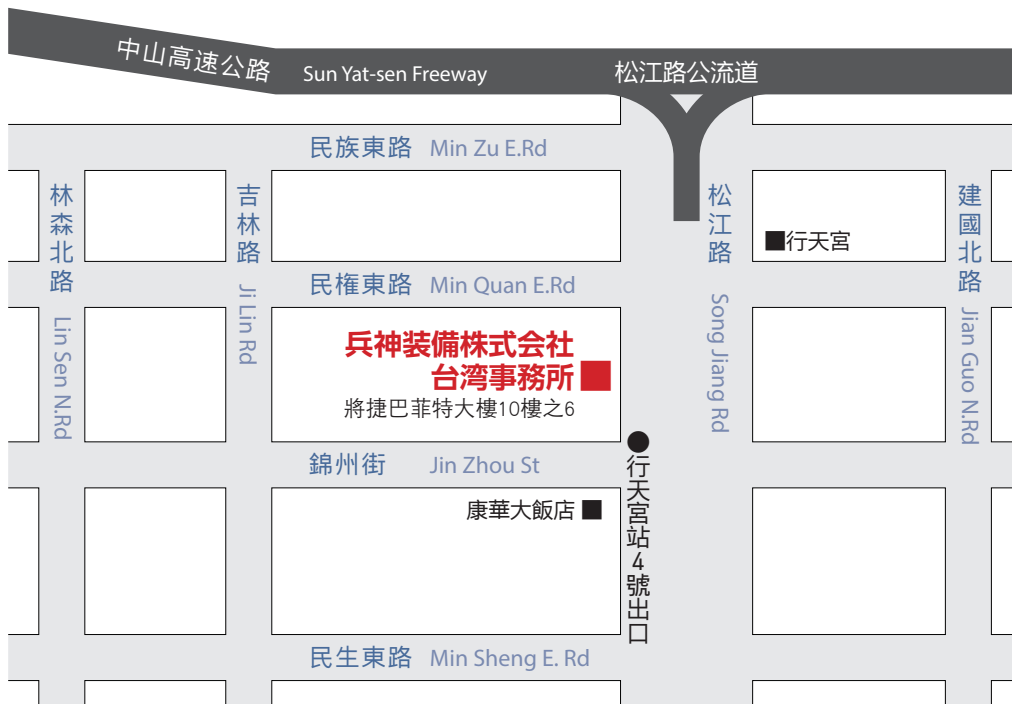 中山高速公路
Sun Yat-sen Freeway
松江路公流道
民族東路 Min Zu E.Rd
林森北路
Lin Sen N.Rd
吉林路
Ji Lin Rd
松江路
Song Jiang Rd
■行天宮
建國北路
Jian Guo N.Rd
民権東路 Min Quan E.Rd
兵神装備株式会社
台湾事務所■
將捷巴菲特大樓10樓之6
錦州街 Jin Zhou St
●行天宮站4號出口
康華大飯店■
民生東路 Min Sheng E. Rd